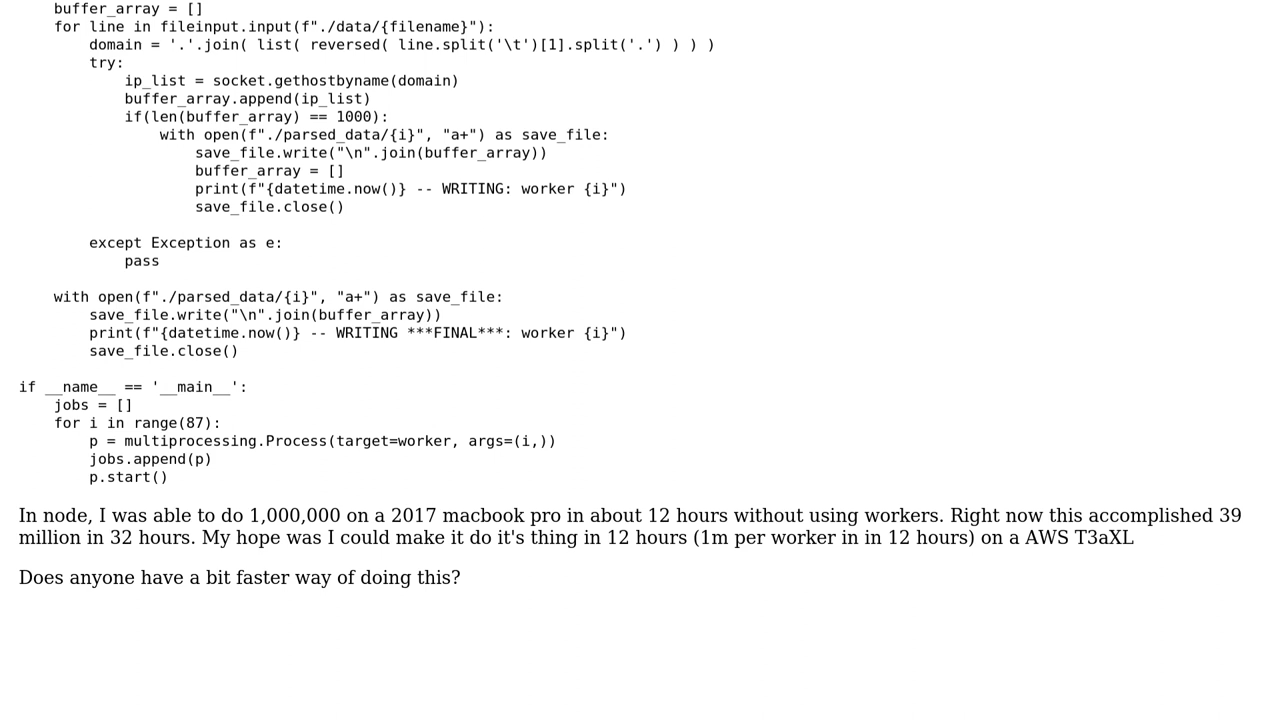 buffer_array = []
for line in fileinput.input(f"./data/{filename}"):
domain = '.'.join( list( reversed( line.split('\t')[1].split('.') ) ) )
try:
ip_list = socket.gethostbyname(domain)
buffer_array.append(ip_list)
if(len(buffer_array) == 1000):
with open(f"./parsed_data/{i}", "a+") as save_file:
save_file.write("\n".join(buffer_array))
buffer_array = []
print(f"{datetime.now()} -- WRITING: worker {i}")
save_file.close()
except Exception as e:
pass
with open(f"./parsed_data/{i}", "a+") as save_file:
save_file.write("\n".join(buffer_array))
print(f"{datetime.now()} -- WRITING ***FINAL***: worker {i}")
save_file.close()
if __name__ == '__main__':
jobs = []
for i in range(87):
p = multiprocessing.Process(target=worker, args=(i,))
jobs.append(p)
p.start()
In node, I was able to do 1,000,000 on a 2017 macbook pro in about 12 hours without using workers. Right now this accomplished 39
million in 32 hours. My hope was I could make it do it's thing in 12 hours (1m per worker in in 12 hours) on a AWS T3aXL
Does anyone have a bit faster way of doing this?